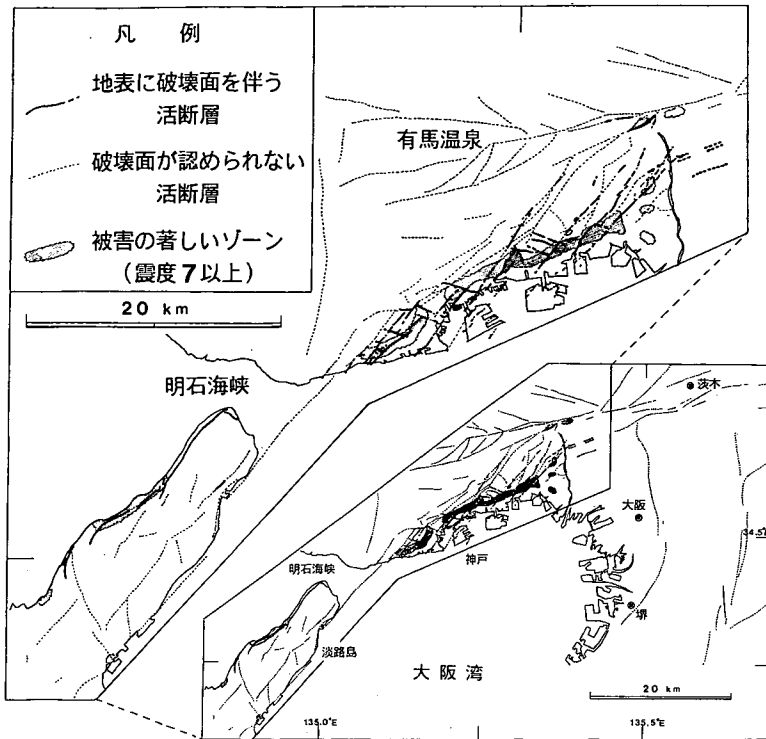 凡 例
地表に破壊面を伴う
活断層
破壊面が認められない
活断層
被害の著しいゾーン
(震度7以上)
20 km
有馬温泉
明石海峡
茨木
大阪
34.5°
神戸
明石海峡
堺
淡路島
大阪湾
20 km
135.0°E
135.5°E